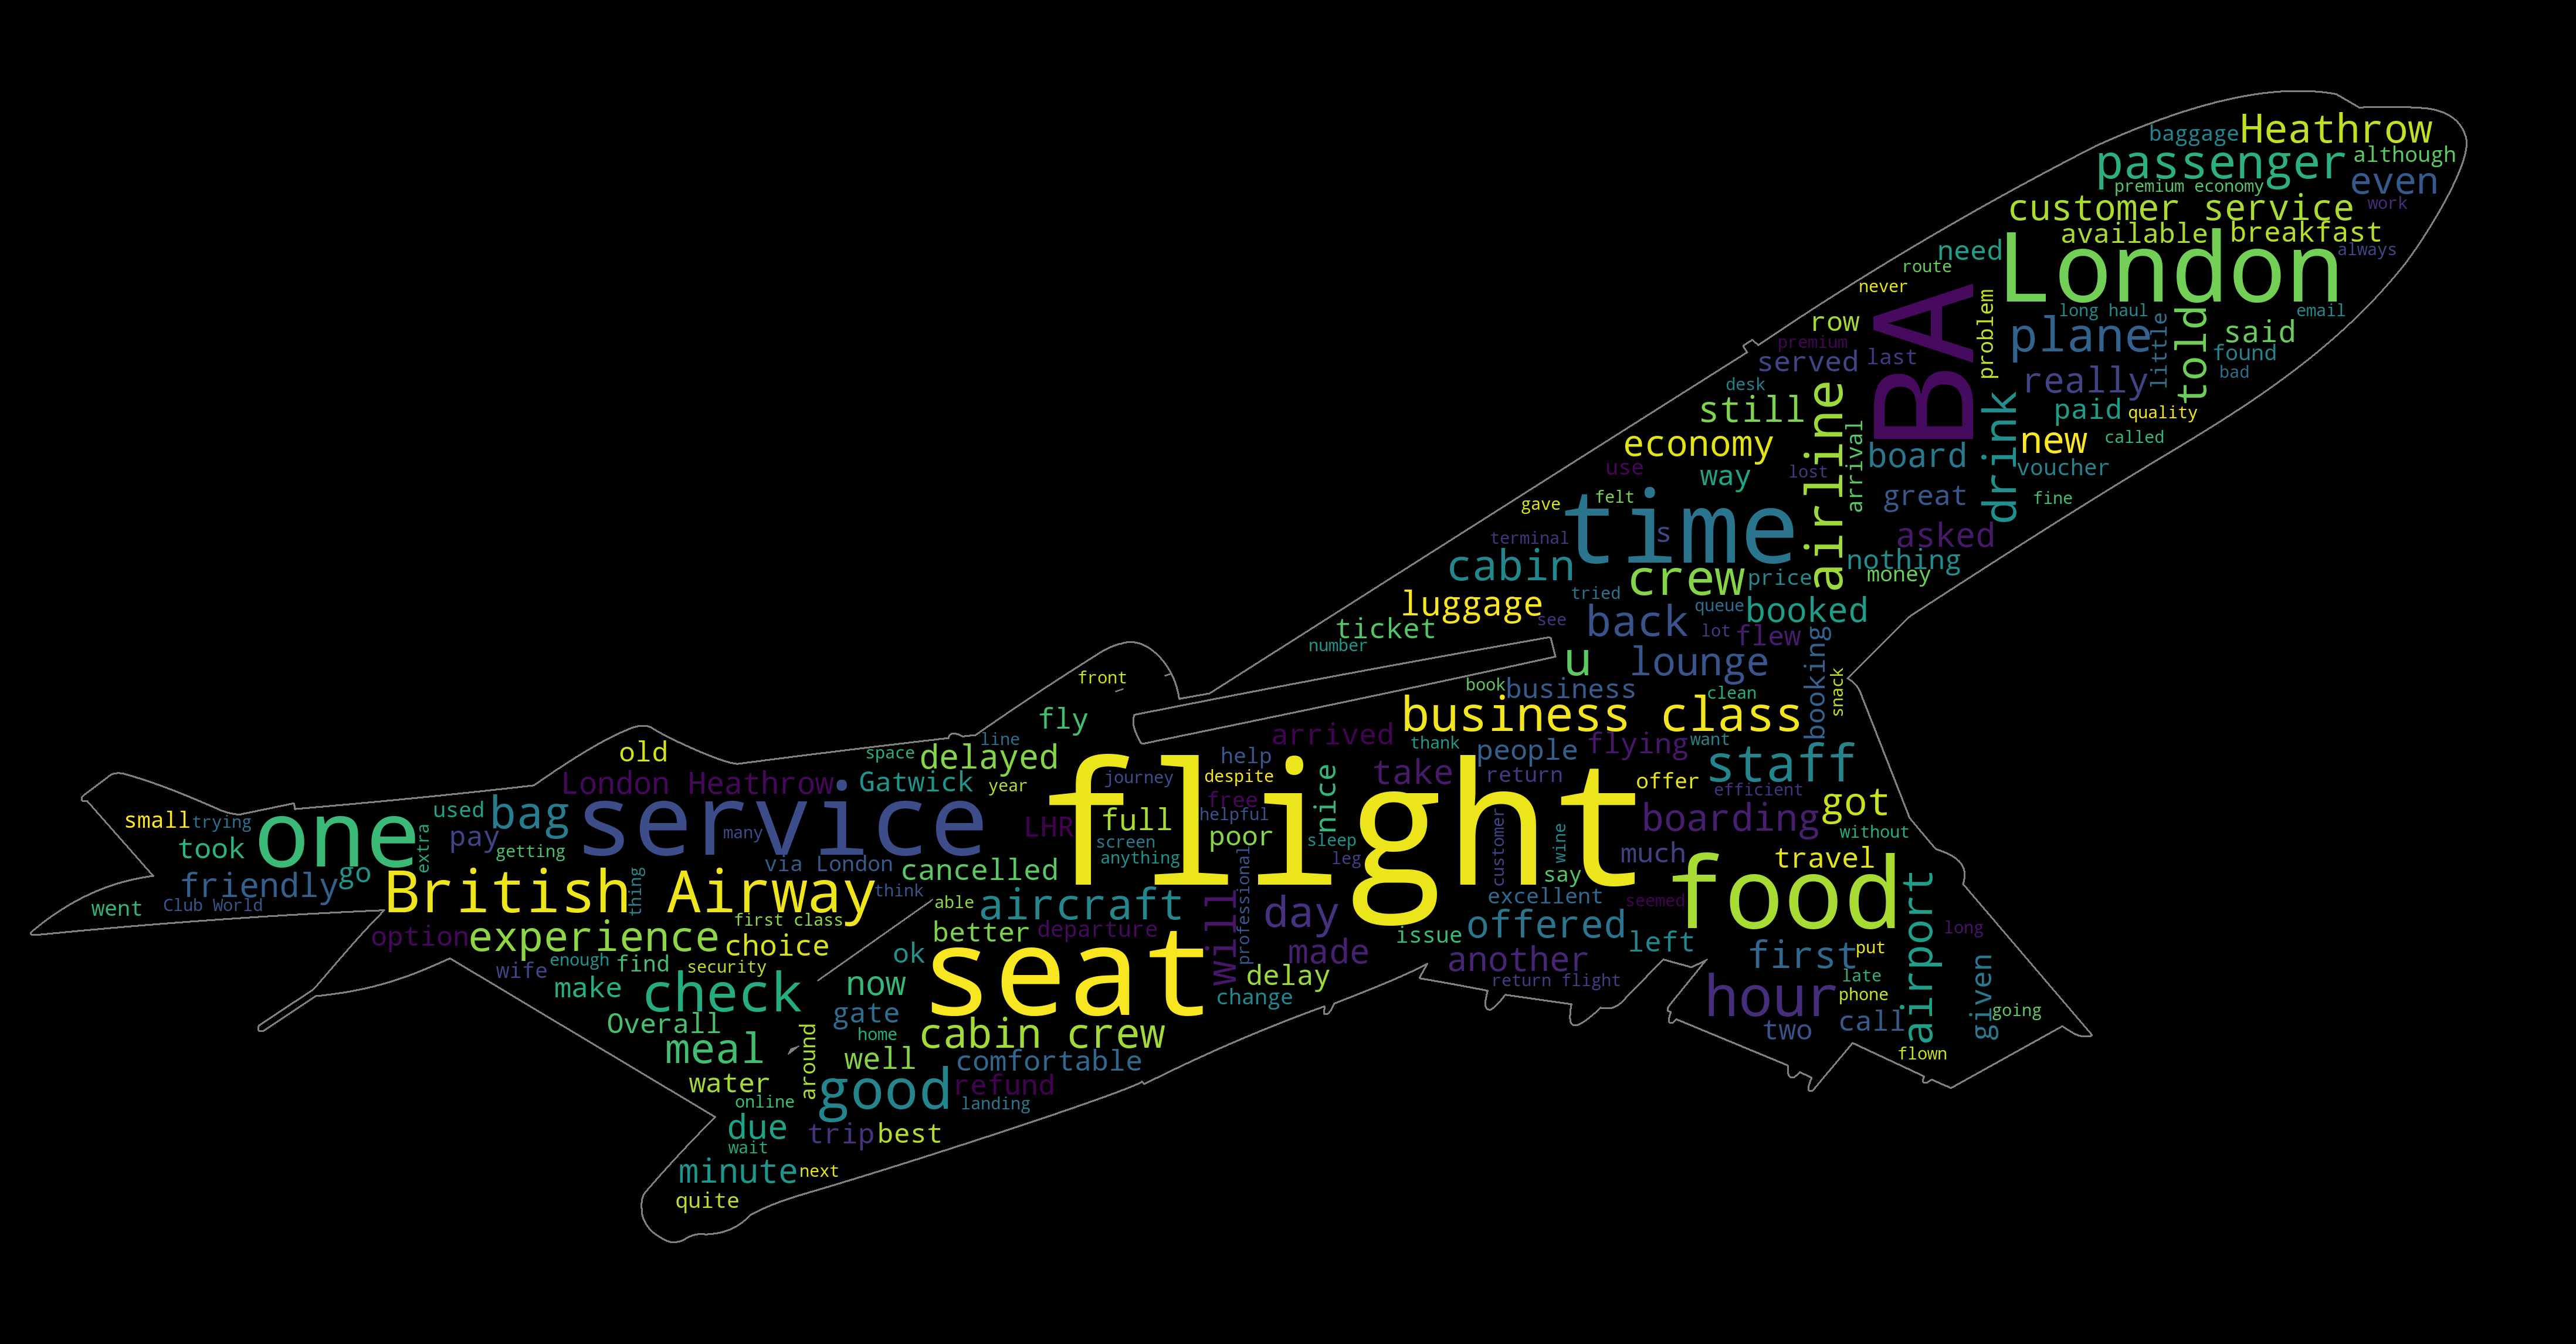 baggage Heathrow
passenger although
premium economy even
customer service work
available breakfast
need London always
route
never
BA
long haul email
row problem plane little told said
premium found
served last really bad
desk
still airline drink paid quality
economy arrival board new called
use way lost voucher
gave felt time great fine
terminal s asked
cabin crew price nothing money
luggage tried queue booked
ticket see back lot flew
number
u lounge booking
front book business clean snack
fly business class
line arrived thank people flying want
old space delayed help return offer staff
London Heathrow Gatwick year journey despite take efficient
flight
small trying used bag service LHR free nice boarding got
one extra pay many full helpful customer wine without
took getting screen poor sleep much
via London cancelled anything leg say travel
friendly go British Airway thing think professional excellent food
went Club World first class able aircraft will day seemed airport
option experience choice better departure made issue offered left long
seat
wife enough find security ok another first put
make check now delay return flight hour late given
Overall gate change phone going
home cabin crew two call
meal around well comfortable flown
water good refund
online landing
due trip best
wait
minute next
quite